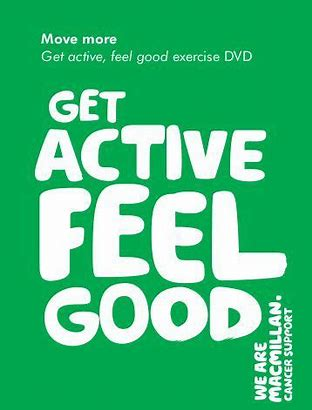 Move more
Get active, feel good exercise DVD
GET
ACTIVE
FEEL
GOOD
WE ARE
MACMILLAN.
CANCER SUPPORT